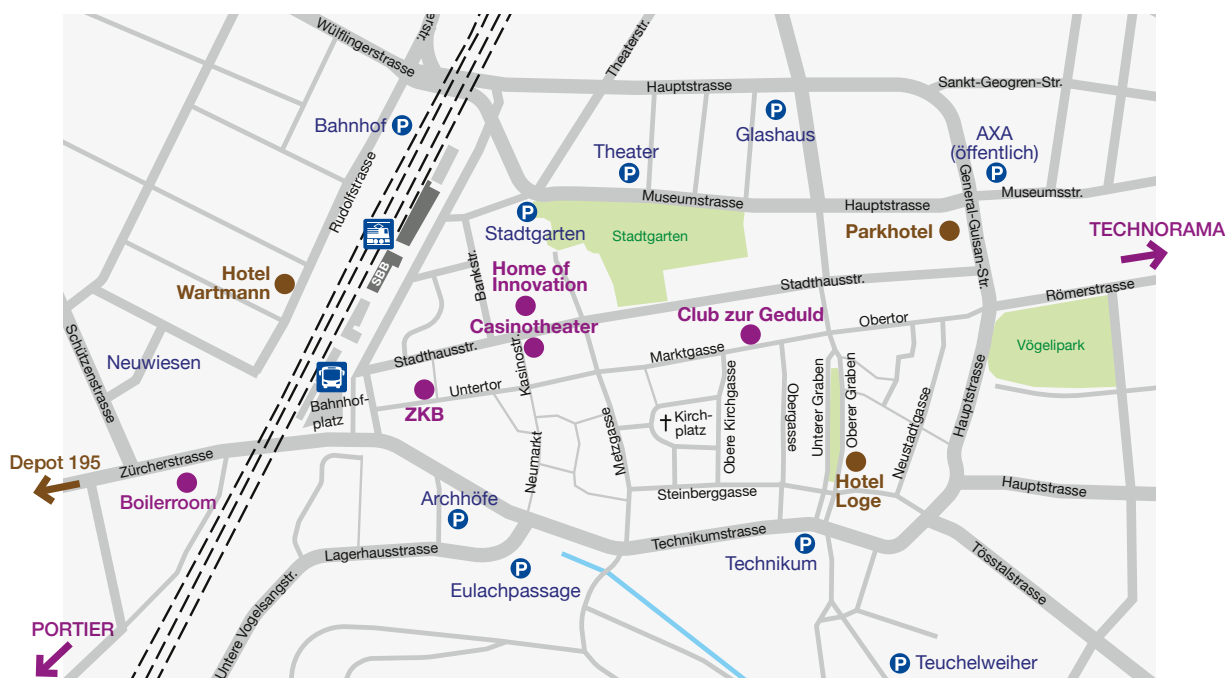 Wülflingerstrasse
erstr.
Theaterstr.
Hauptstrasse
Sankt-Geogren-Str.
Bahnhof
P
P
Glashaus
AXA
(öffentlich)
P
Theater
P
Rudolfstrasse
Museumstrasse
Hauptstrasse
General-Guisan-Str.
Museumsstr.
P
Stadtgarten
Stadtgarten
Parkhotel
TECHNORAMA
SBB
Bankstr.
Hotel
Wartmann
Home of
Innovation
Stadthausstr.
Römerstrasse
Casinotheater
Club zur Geduld
Obertor
Schützenstrasse
Neuwiesen
Stadthausstr.
Kasinostr.
Marktgasse
Vögelipark
Untertor
ZKB
Bahnhof-
platz
Metzgasse
Kirch-
platz
Obere Kirchgasse
Obergasse
Unterer Graben
Oberer Graben
Neustadtgasse
Hauptstrasse
Depot 195
Zürcherstrasse
Neumarkt
Boilerroom
Steinberggasse
Hotel
Loge
Hauptstrasse
Archhöfe
P
Technikumstrasse
P
Technikum
Lagerhausstrasse
P
Eulachpassage
Tösstalstrasse
Untere Vogelsangstr.
PORTIER
P
Teuchelweiher